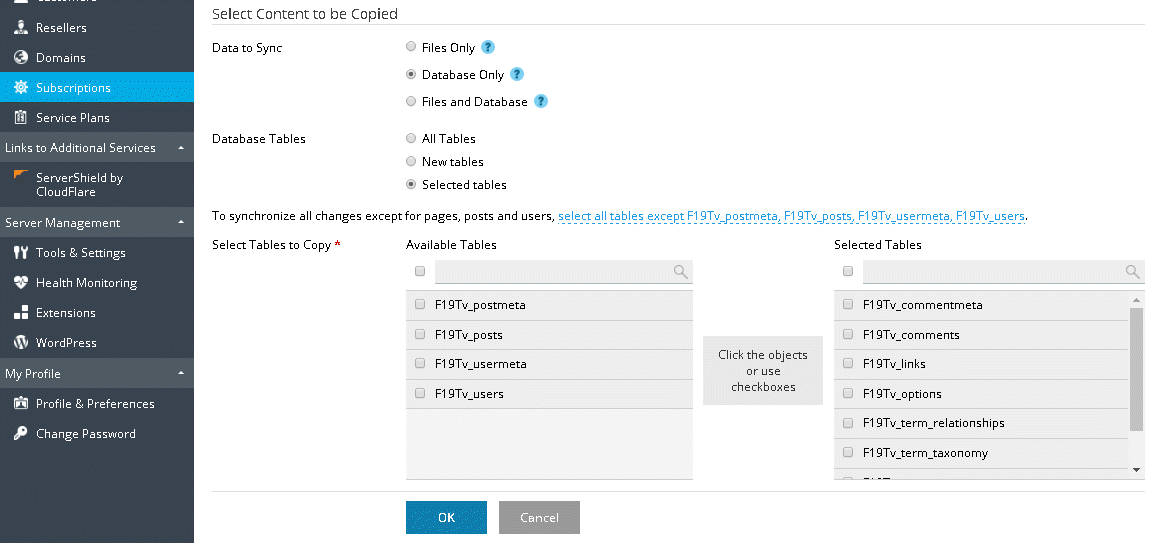 Resellers
Domains
Subscriptions
Service Plans
Links to Additional Services
ServerShield by
CloudFlare
Server Management
Tools & Settings
Health Monitoring
Extensions
WordPress
My Profile
Profile & Preferences
Change Password
Select Content to be Copied
Data to Sync
Files Only ?
Database Only ?
Files and Database ?
Database Tables
All Tables
New tables
Selected tables
To synchronize all changes except for pages, posts and users, select all tables except F19Tv_postmeta, F19Tv_posts, F19Tv_usermeta, F19Tv_users.
Select Tables to Copy *
Available Tables
F19Tv_postmeta
F19Tv_posts
F19Tv_usermeta
F19Tv_users
Click the objects
or use
checkboxes
Selected Tables
F19Tv_commentmeta
F19Tv_comments
F19Tv_links
F19Tv_options
F19Tv_term_relationships
F19Tv_term_taxonomy
OK
Cancel